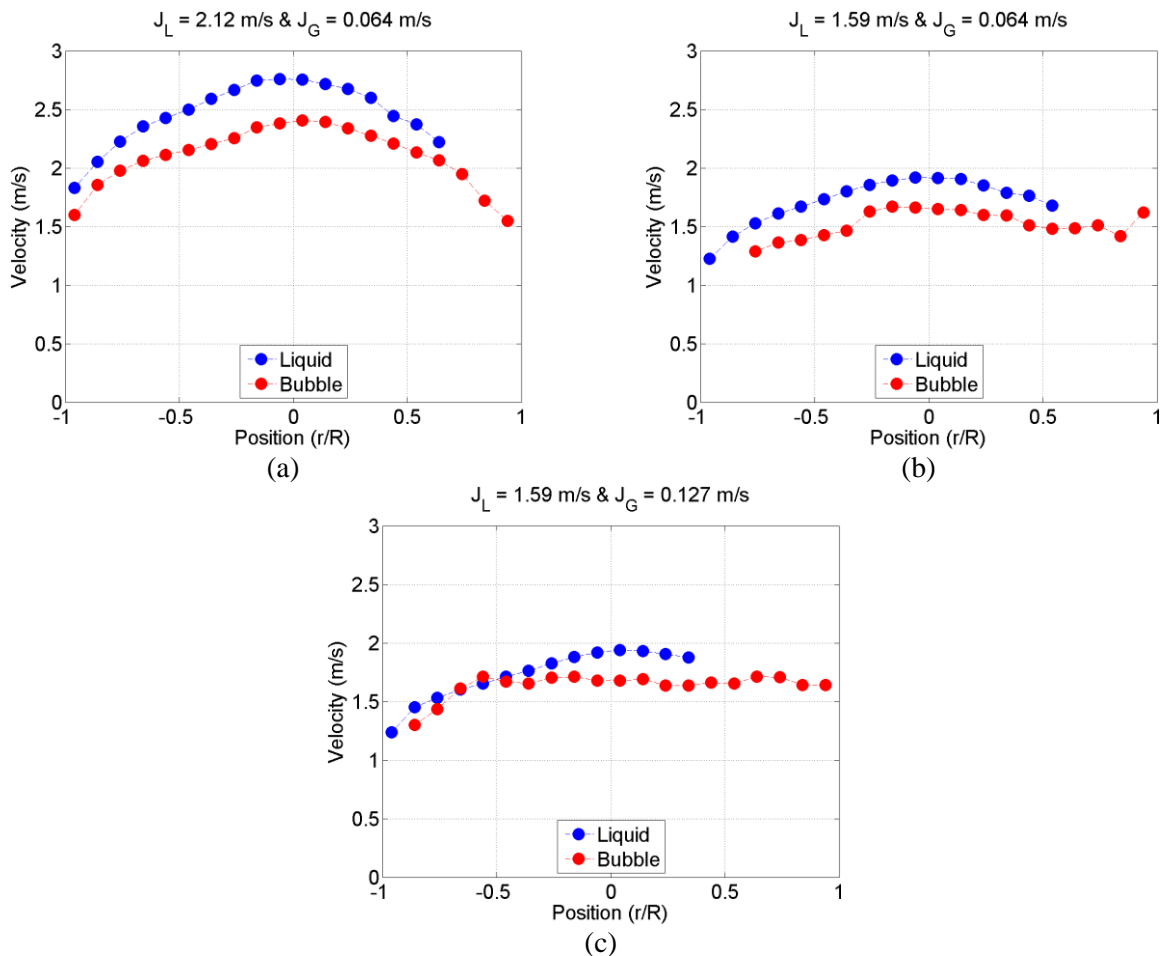 J_L = 2.12 m/s & J_G = 0.064 m/s
3
2.5
2
1.5
1
0.5
0
Velocity (m/s)
Liquid
Bubble
-1
-0.5
0
0.5
1
Position (r/R)
(a)
J_L = 1.59 m/s & J_G = 0.064 m/s
3
2.5
2
1.5
1
0.5
0
Velocity (m/s)
Liquid
Bubble
-1
-0.5
0
0.5
1
Position (r/R)
(b)
J_L = 1.59 m/s & J_G = 0.127 m/s
3
2.5
2
1.5
1
0.5
0
Velocity (m/s)
Liquid
Bubble
-1
-0.5
0
0.5
1
Position (r/R)
(c)